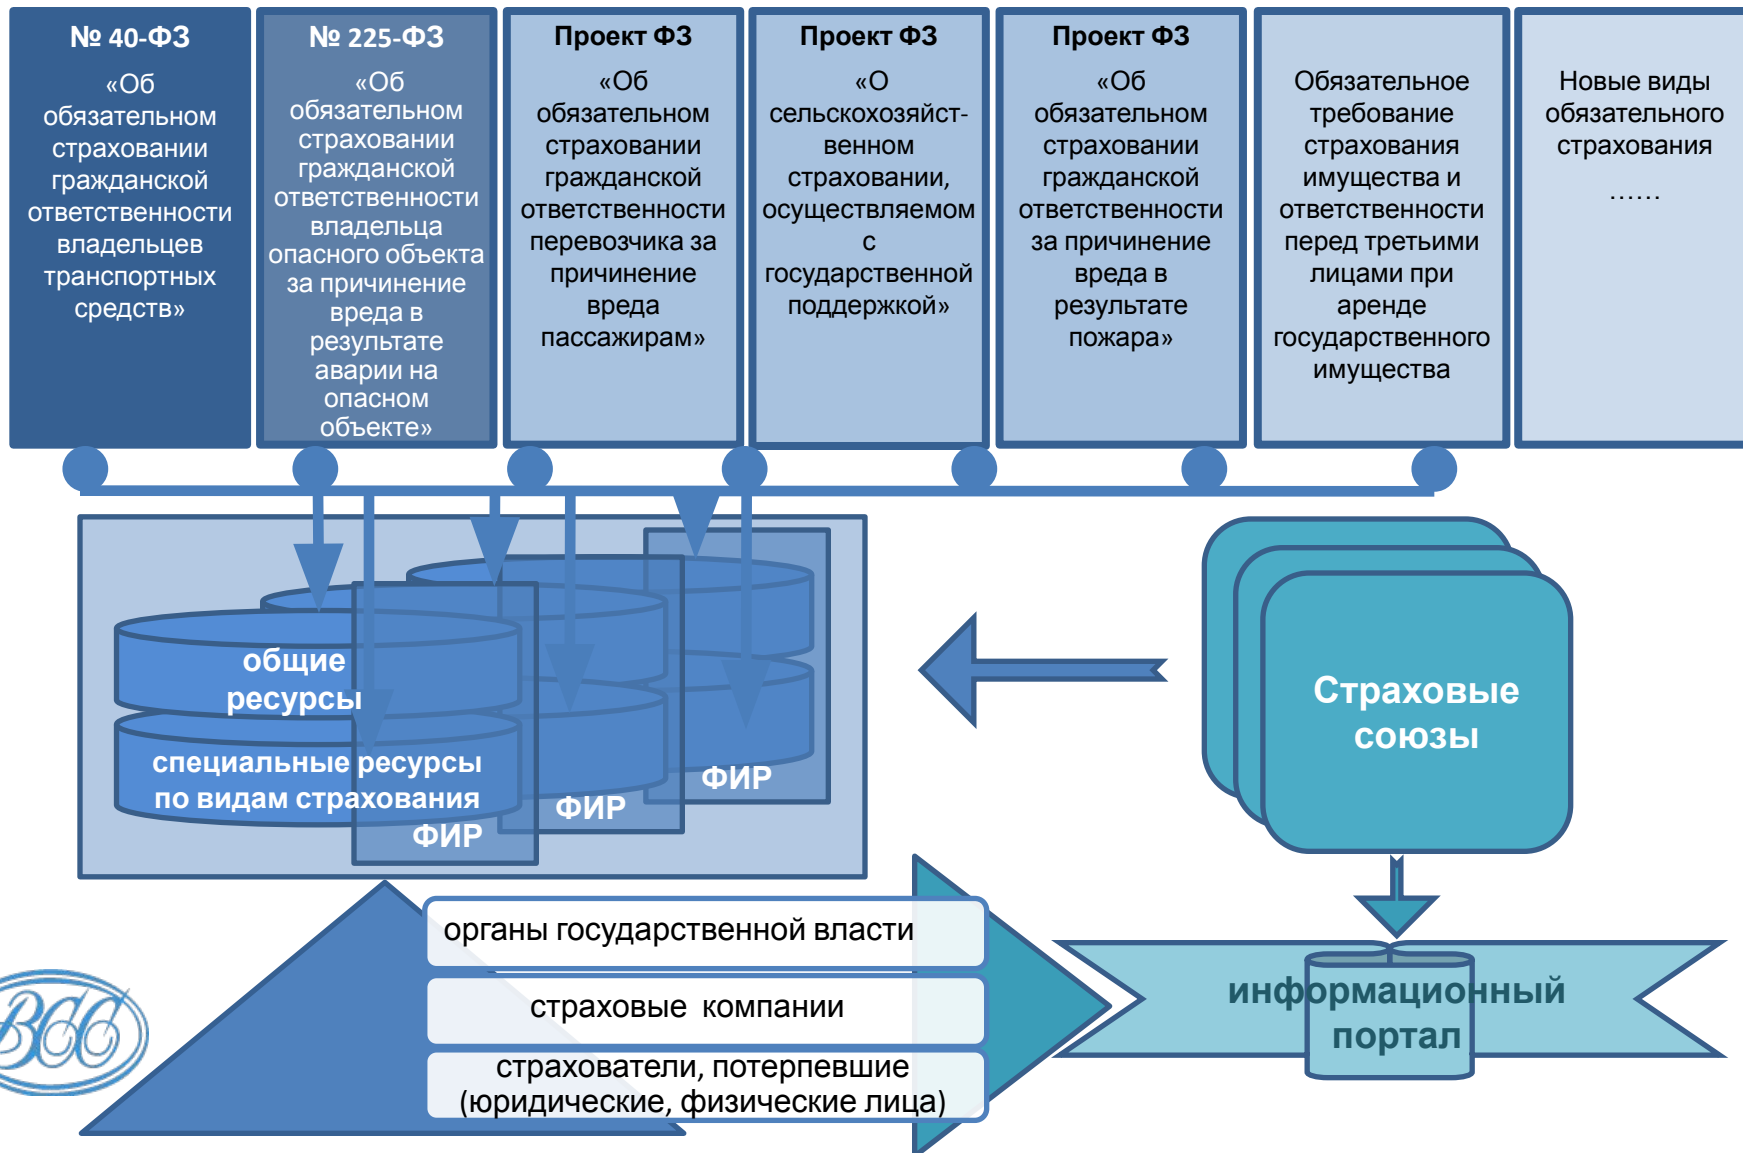 № 40-ФЗ
«Об
обязательном
страховании
гражданской
ответственности
владельцев
транспортных
средств»
№ 225-ФЗ
«Об
обязательном
страховании
гражданской
ответственности
владельца
опасного объекта
за причинение
вреда в
результате
аварии на
опасном
объекте»
Проект ФЗ
«Об
обязательном
страховании
гражданской
ответственности
перевозчика за
причинение
вреда
пассажирам»
Проект ФЗ
«О
сельскохозяйст-
венном
страховании,
осуществляемом
с
государственной
поддержкой»
Проект ФЗ
«Об
обязательном
страховании
гражданской
ответственности
за причинение
вреда в
результате
пожара»
Обязательное
требование
страхования
имущества и
ответственности
перед третьими
лицами при
аренде
государственного
имущества
Новые виды
обязательного
страхования
......
общие
ресурсы
специальные ресурсы
по видам страхования
ФИР
ФИР
ФИР
Страховые
союзы
органы государственной власти
страховые компании
страхователи, потерпевшие
(юридические, физические лица)
информационный
портал
ВСС